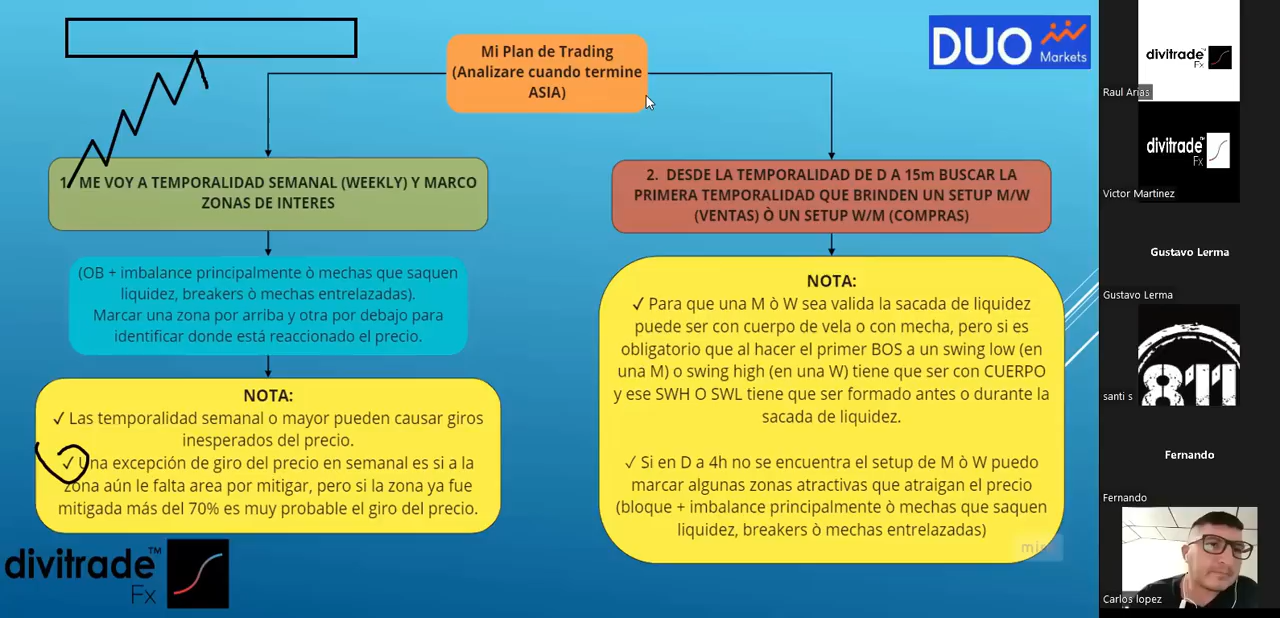 Mi Plan de Trading
(Analizare cuando termine
ASIA)
DUO
Markets
1. ME VOY A TEMPORALIDAD SEMANAL (WEEKLY) Y MARCO
ZONAS DE INTERES
(OB + imbalance principalmente ò mechas que saquen
liquidez, breakers ò mechas entrelazadas).
Marcar una zona por arriba y otra por debajo para
identificar donde está reaccionado el precio.
NOTA:
✓ Las temporalidad semanal o mayor pueden causar giros
inesperados del precio.
✓ Una excepción de giro del precio en semanal es si a la
zona aún le falta area por mitigar, pero si la zona ya fue
mitigada más del 70% es muy probable el giro del precio.
divitrade™
Fx
2. DESDE LA TEMPORALIDAD DE D A 15m BUSCAR LA
PRIMERA TEMPORALIDAD QUE BRINDEN UN SETUP M/W
(VENTAS) Ò UN SETUP W/M (COMPRAS)
NOTA:
✓ Para que una M ò W sea valida la sacada de liquidez
puede ser con cuerpo de vela o con mecha, pero si es
obligatorio que al hacer el primer BOS a un swing low (en
una M) o swing high (en una W) tiene que ser con CUERPO
y ese SWH O SWL tiene que ser formado antes o durante la
sacada de liquidez.
✓ Si en D a 4h no se encuentra el setup de M ò W puedo
marcar algunas zonas atractivas que atraigan el precio
(bloque + imbalance principalmente ò mechas que saquen
liquidez, breakers ò mechas entrelazadas)
divitrade
Fx
Raul Arias
divitrade™
Fx
Victor Martinez
Gustavo Lerma
Gustavo Lerma
811
santi s
Fernando
Fernando
Carlos lopez